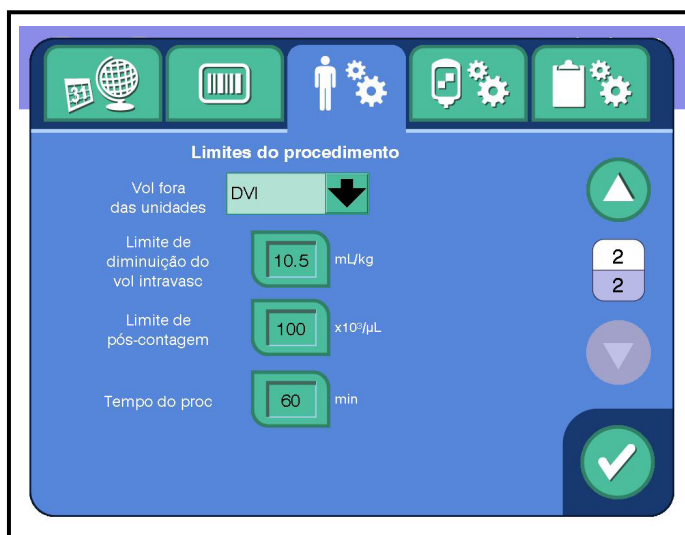 31
Limites do procedimento
Vol fora
das unidades
DVI
Limite de
diminuição do
vol intravasc
10.5 mL/kg
2
2
Limite de
pós-contagem
100 x10³/µL
Tempo do proc
60 min